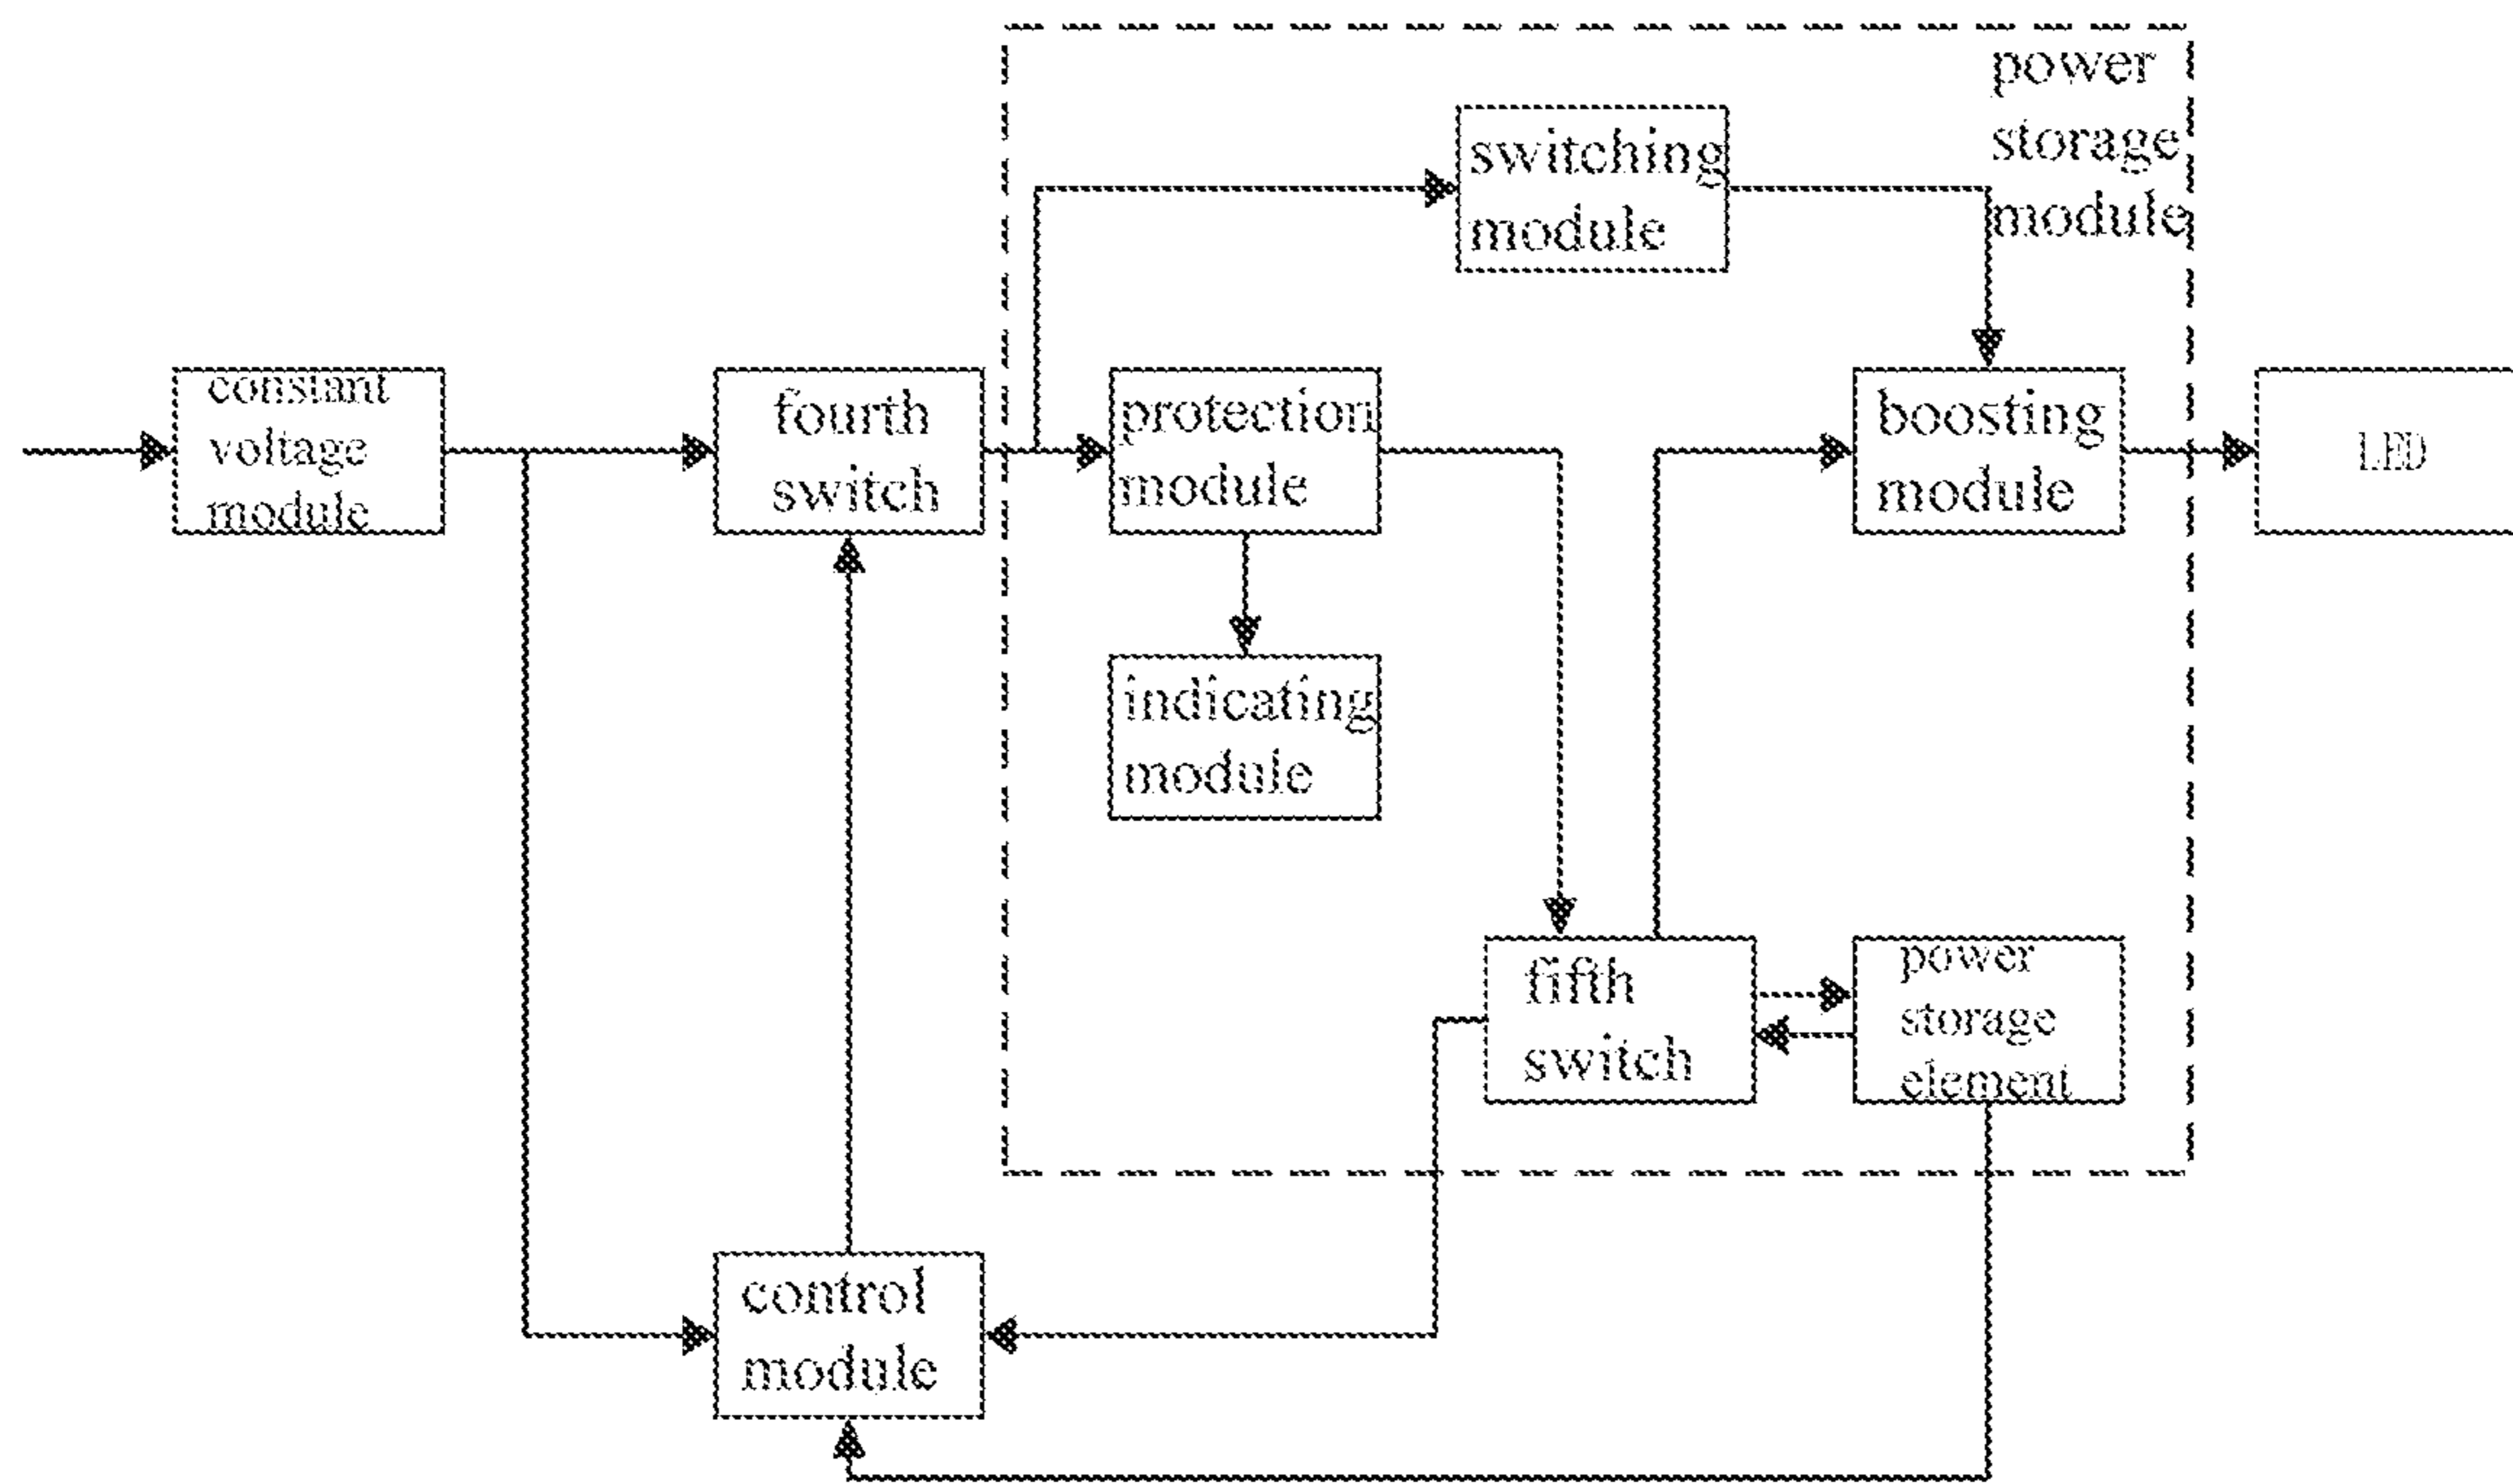 power
storage
module
switching
module
constant
voltage
module
fourth
switch
protection
module
boosting
module
LED
indicating
module
fifth
switch
power
storage
element
control
module